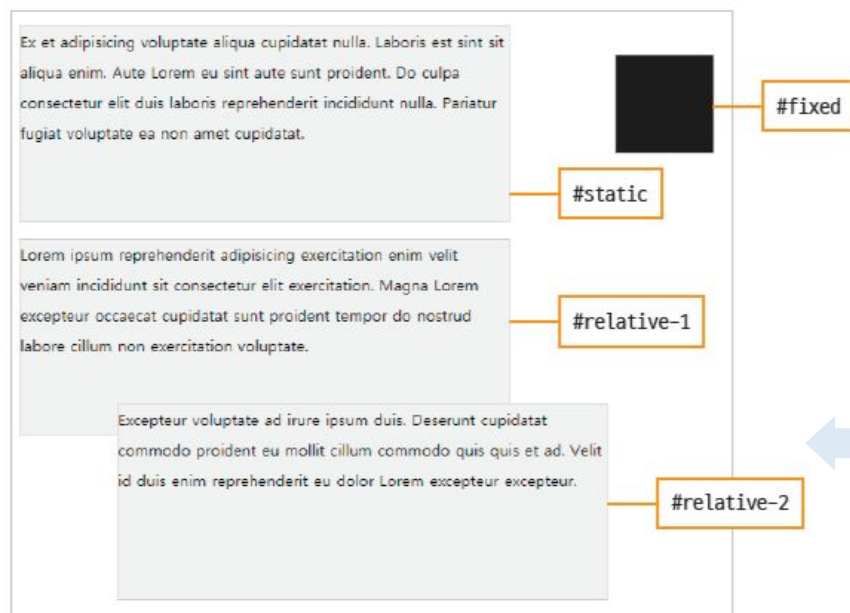 Ex et adipisicing voluptate aliqua cupidatat nulla. Laboris est sint sit
aliqua enim. Aute Lorem eu sint aute sunt proident. Do culpa
consectetur elit duis laboris reprehenderit incididunt nulla. Pariatur
fugiat voluptate ea non amet cupidatat.
#fixed
#static
Lorem ipsum reprehenderit adipisicing exercitation enim velit
veniam incididunt sit consectetur elit exercitation. Magna Lorem
excepteur occaecat cupidatat sunt proident tempor do nostrud
labore cillum non exercitation voluptate.
#relative-1
Excepteur voluptate ad irure ipsum duis. Deserunt cupidatat
commodo proident eu mollit cillum commodo quis quis et ad. Velit
id duis enim reprehenderit eu dolor Lorem excepteur excepteur.
#relative-2